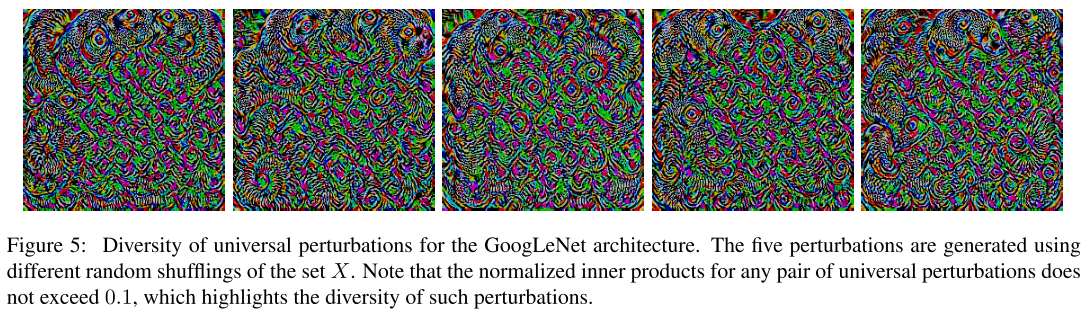 Figure 5: Diversity of universal perturbations for the GoogLeNet architecture. The five perturbations are generated using
different random shufflings of the set X. Note that the normalized inner products for any pair of universal perturbations does
not exceed 0.1, which highlights the diversity of such perturbations.